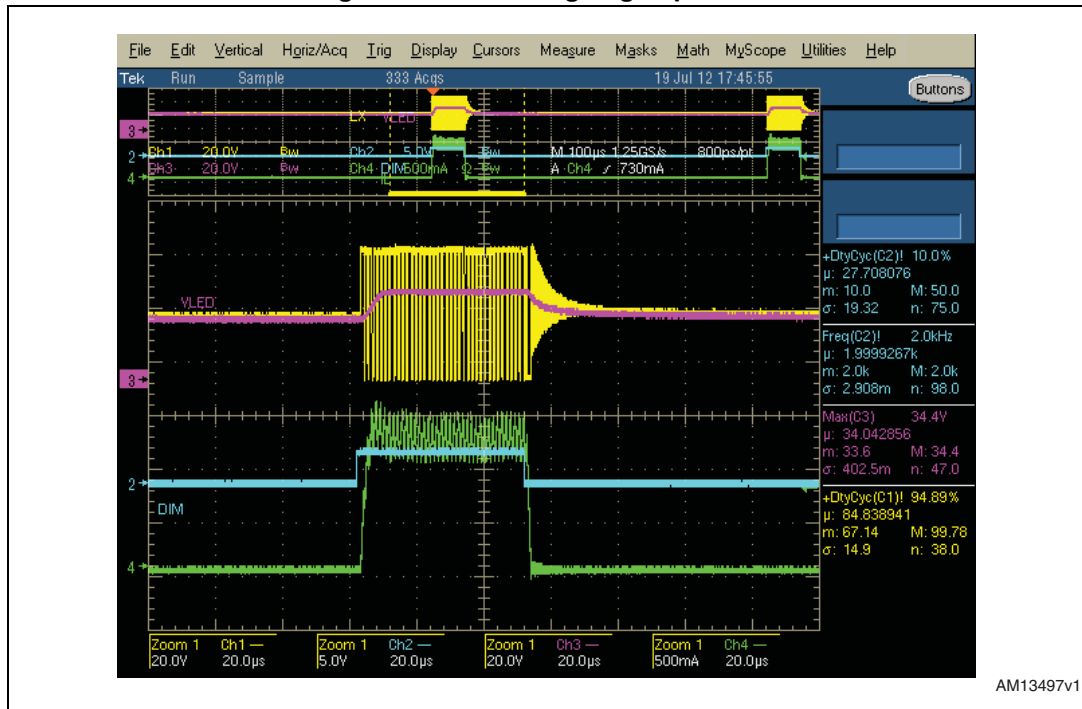 File Edit Vertical Horiz/Acq Trig Display Cursors Measure Masks Math MyScope Utilities Help
Tek Run Sample 333 Acqs 19 Jul 12 17:45:55
Buttons
LX VLED
3
Ch1 20.0V Bw Ch2 5.0V Bw M 100µs 1.25GS/s 800ps/pt
2
Ch3 20.0V Bw Ch4 500mA Ω Bw A Ch4 730mA
DIM
4
+DtyCyc(C2)! 10.0%
µ: 27.708076
m: 10.0 M: 50.0
σ: 19.32 n: 75.0
VLED
Freq(C2)! 2.0kHz
µ: 1.9999267k
m: 2.0k M: 2.0k
σ: 2.908m n: 98.0
3
Max(C3) 34.4V
µ: 34.042856
m: 33.6 M: 34.4
σ: 402.5m n: 47.0
2
DIM
+DtyCyc(C1)! 94.89%
µ: 84.838941
m: 67.14 M: 99.78
σ: 14.9 n: 38.0
4
Zoom 1 Ch1 Zoom 1 Ch2 Zoom 1 Ch3 Zoom 1 Ch4
20.0V 20.0µs 5.0V 20.0µs 20.0V 20.0µs 500mA 20.0µs
AM13497v1